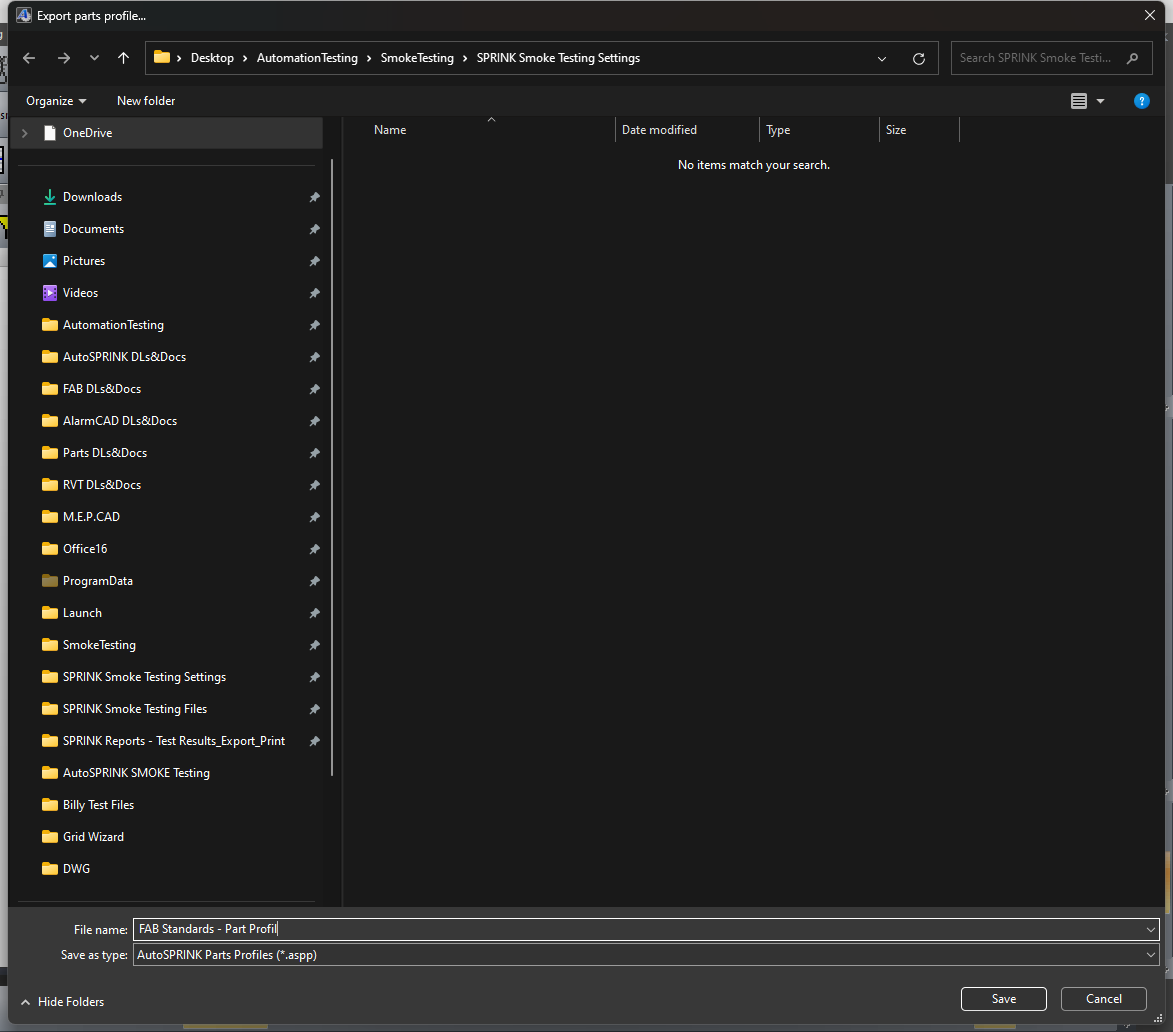 Export parts profile...
Desktop > AutomationTesting > SmokeTesting > SPRINK Smoke Testing Settings
Search SPRINK Smoke Testi...
Organize
New folder
?
OneDrive
Name
Date modified
Type
Size
No items match your search.
Downloads
Documents
Pictures
Videos
AutomationTesting
AutoSPRINK DLs&Docs
FAB DLs&Docs
AlarmCAD DLs&Docs
Parts DLs&Docs
RVT DLs&Docs
M.E.P.CAD
Office16
ProgramData
Launch
SmokeTesting
SPRINK Smoke Testing Settings
SPRINK Smoke Testing Files
SPRINK Reports - Test Results_Export_Print
AutoSPRINK SMOKE Testing
Billy Test Files
Grid Wizard
DWG
File name: FAB Standards - Part Profil
Save as type: AutoSPRINK Parts Profiles (*.aspp)
Hide Folders
Save
Cancel